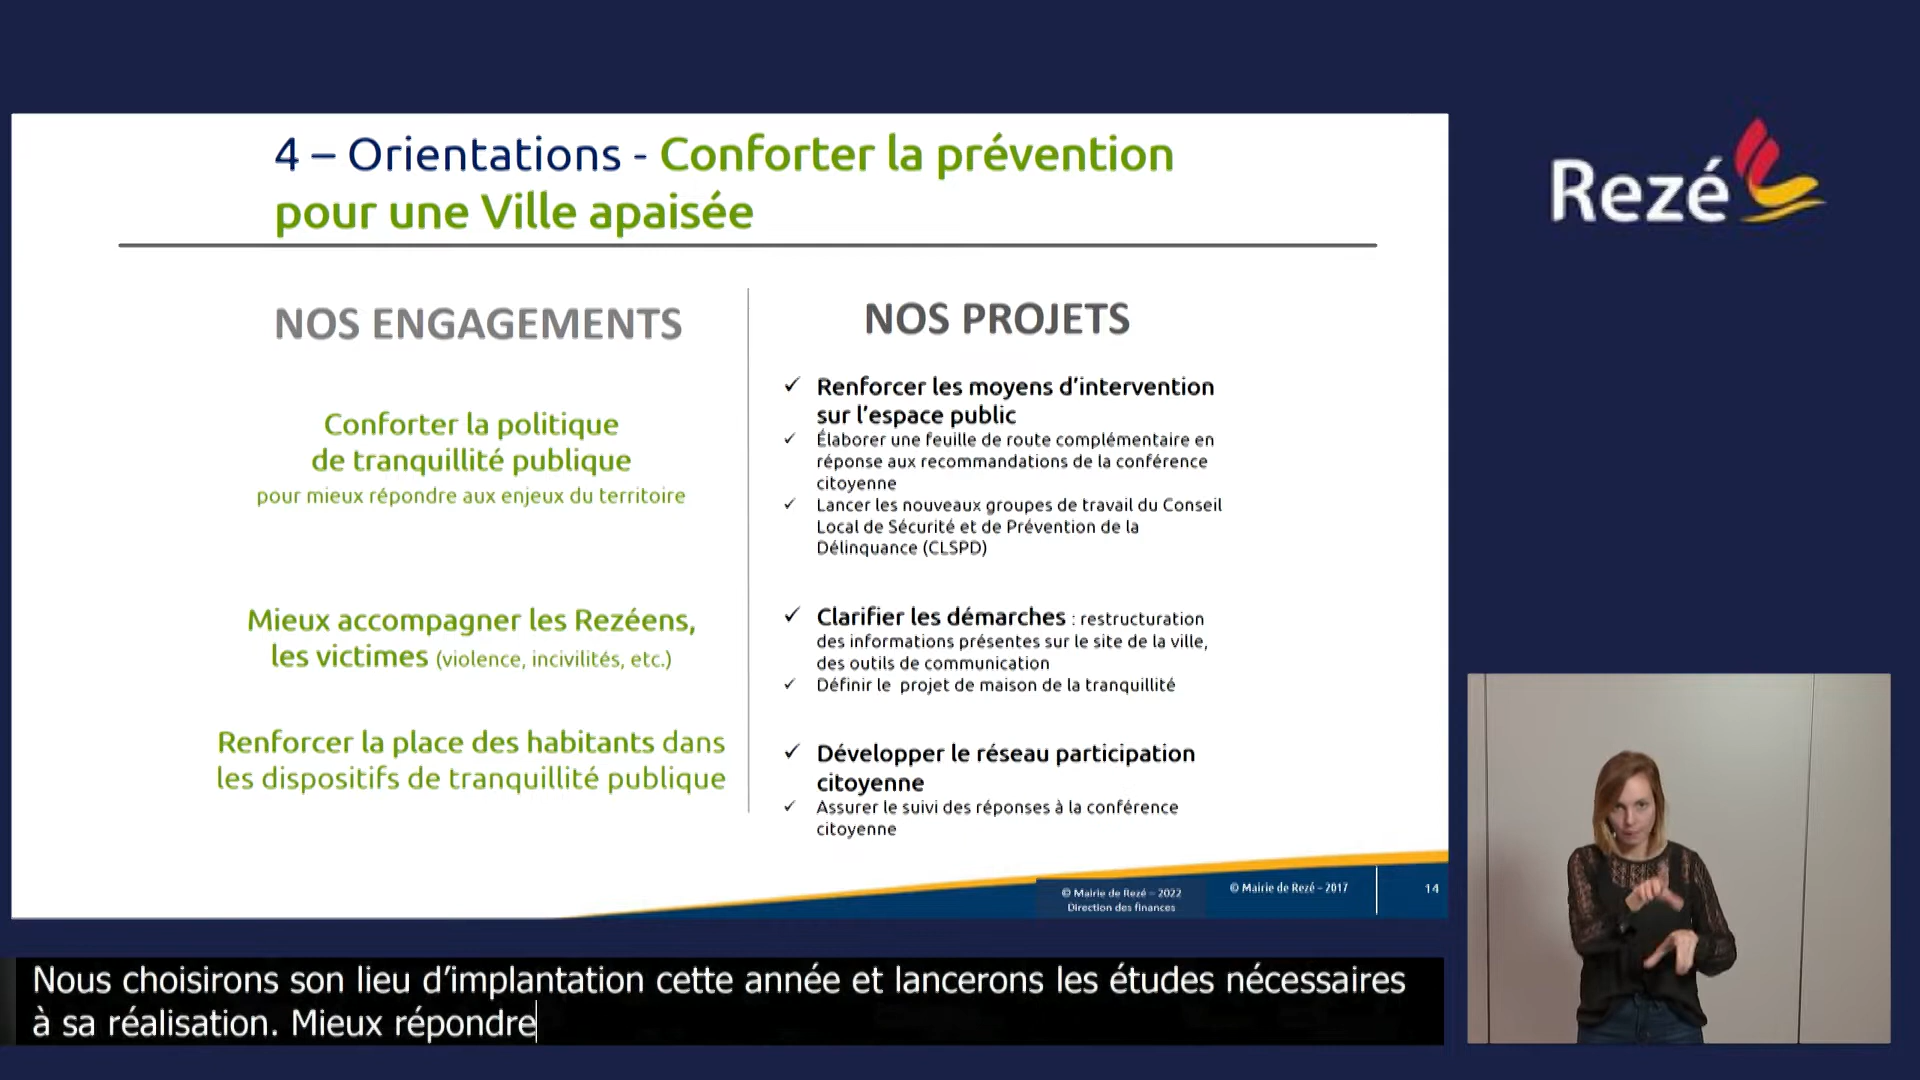 4 – Orientations - Conforter la prévention
pour une Ville apaisée
Rezé
NOS ENGAGEMENTS
Conforter la politique
de tranquillité publique
pour mieux répondre aux enjeux du territoire
Mieux accompagner les Rezéens,
les victimes (violence, incivilités, etc.)
Renforcer la place des habitants dans
les dispositifs de tranquillité publique
NOS PROJETS
✓ Renforcer les moyens d’intervention
sur l’espace public
✓ Élaborer une feuille de route complémentaire en
réponse aux recommandations de la conférence
citoyenne
✓ Lancer les nouveaux groupes de travail du Conseil
Local de Sécurité et de Prévention de la
Délinquance (CLSPD)
✓ Clarifier les démarches : restructuration
des informations présentes sur le site de la ville,
des outils de communication
✓ Définir le projet de maison de la tranquillité
✓ Développer le réseau participation
citoyenne
✓ Assurer le suivi des réponses à la conférence
citoyenne
© Mairie de Rezé – 2022
Direction des finances
© Mairie de Rezé – 2017
14
Nous choisirons son lieu d’implantation cette année et lancerons les études nécessaires
à sa réalisation. Mieux répondre